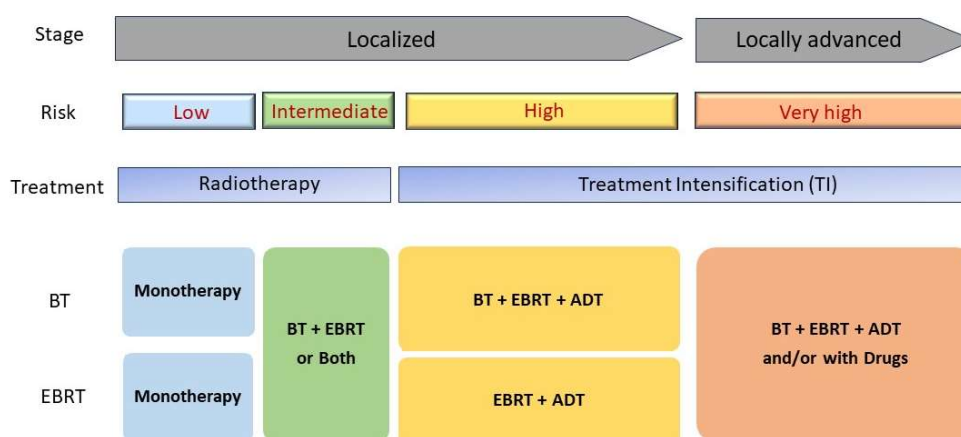 Stage
Localized
Locally advanced
Risk
Low
Intermediate
High
Very high
Treatment
Radiotherapy
Treatment Intensification (TI)
BT
Monotherapy
BT + EBRT
or Both
BT + EBRT + ADT
BT + EBRT + ADT
and/or with Drugs
EBRT
Monotherapy
EBRT + ADT